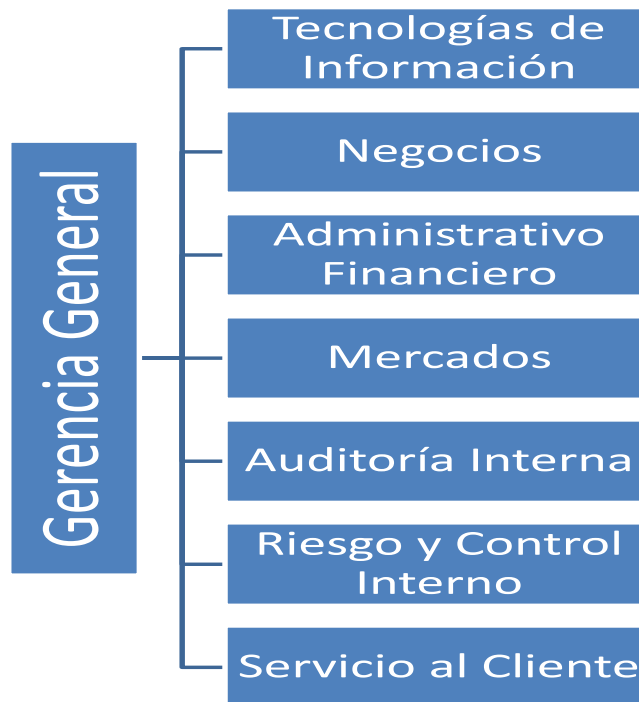 Gerencia General
Tecnologías de
Información
Negocios
Administrativo
Financiero
Mercados
Auditoría Interna
Riesgo y Control
Interno
Servicio al Cliente